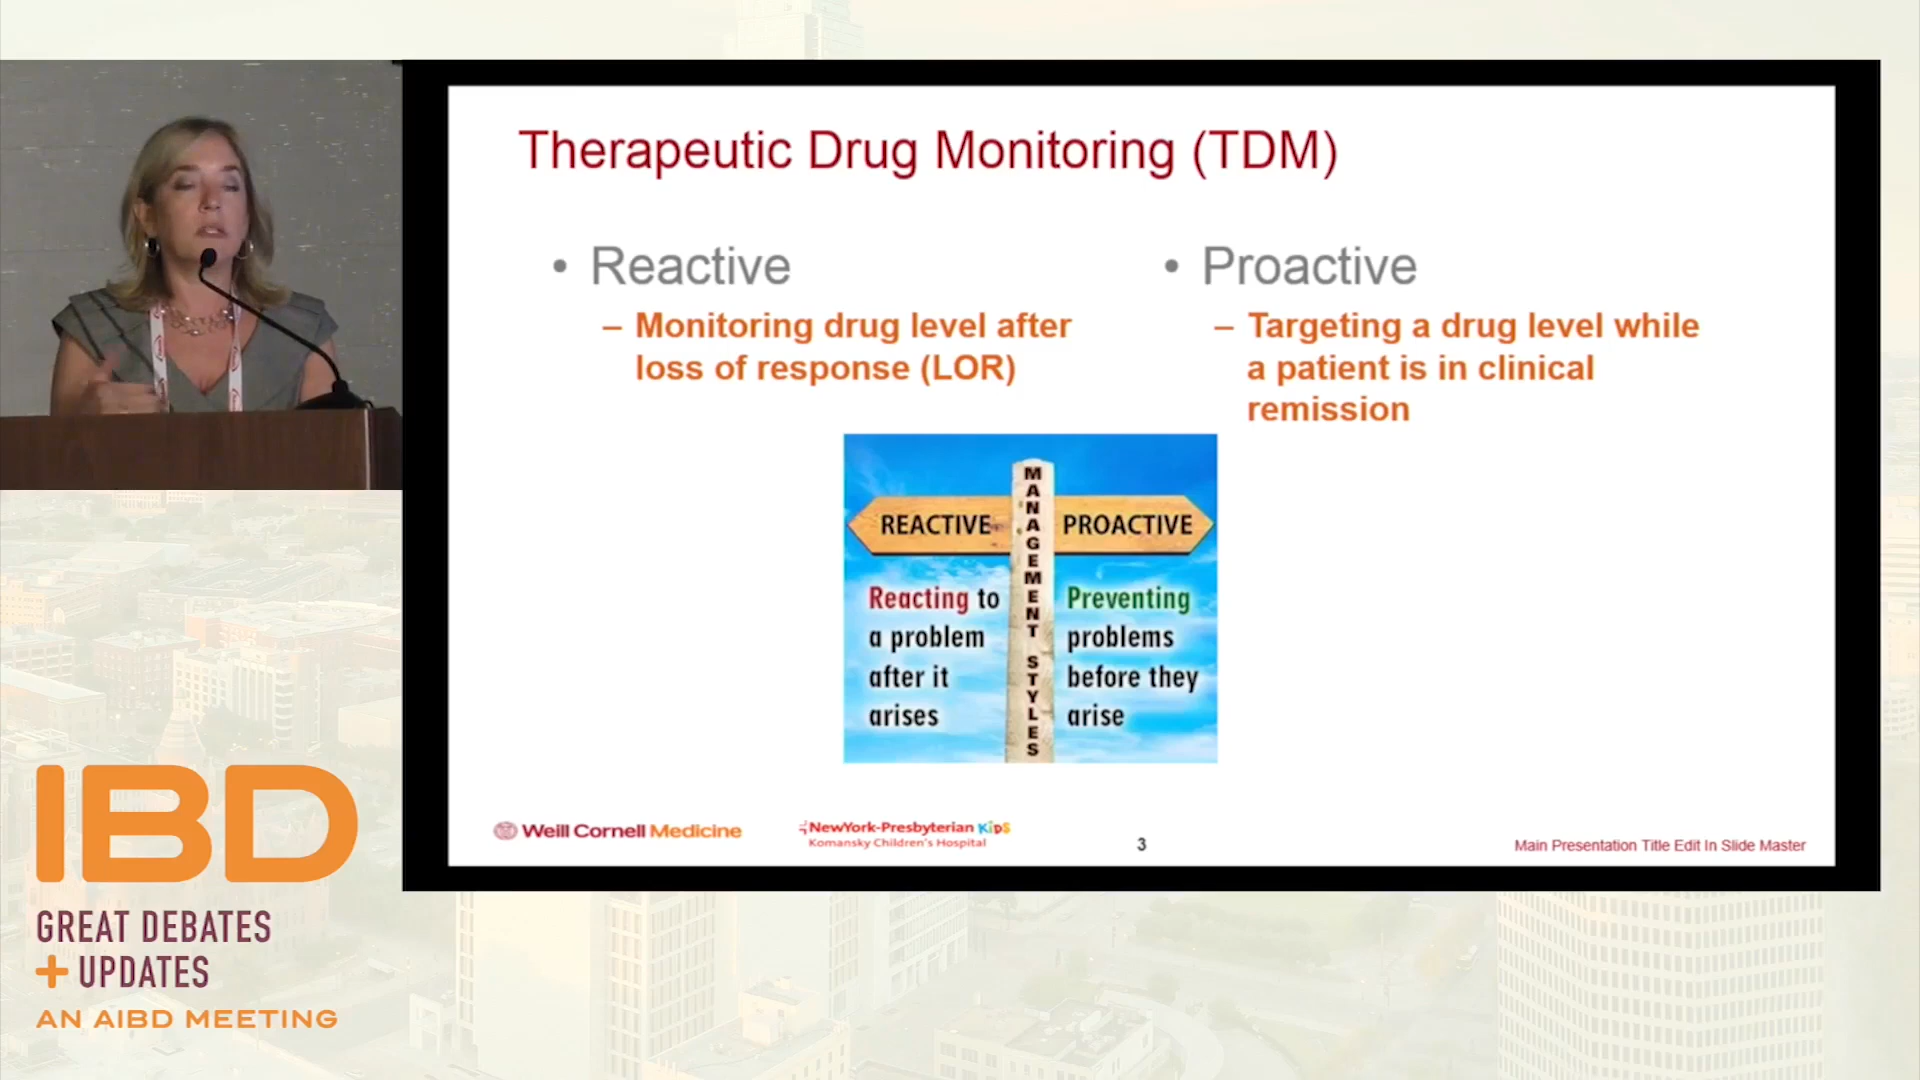 Therapeutic Drug Monitoring (TDM)
• Reactive
– Monitoring drug level after
loss of response (LOR)
• Proactive
– Targeting a drug level while
a patient is in clinical
remission
MANAGEMENT STYLES
REACTIVE
Reacting to
a problem
after it
arises
PROACTIVE
Preventing
problems
before they
arise
Weill Cornell Medicine
NewYork-Presbyterian KiDS
Komansky Children's Hospital
3
Main Presentation Title Edit In Slide Master
IBD
GREAT DEBATES
+ UPDATES
AN AIBD MEETING